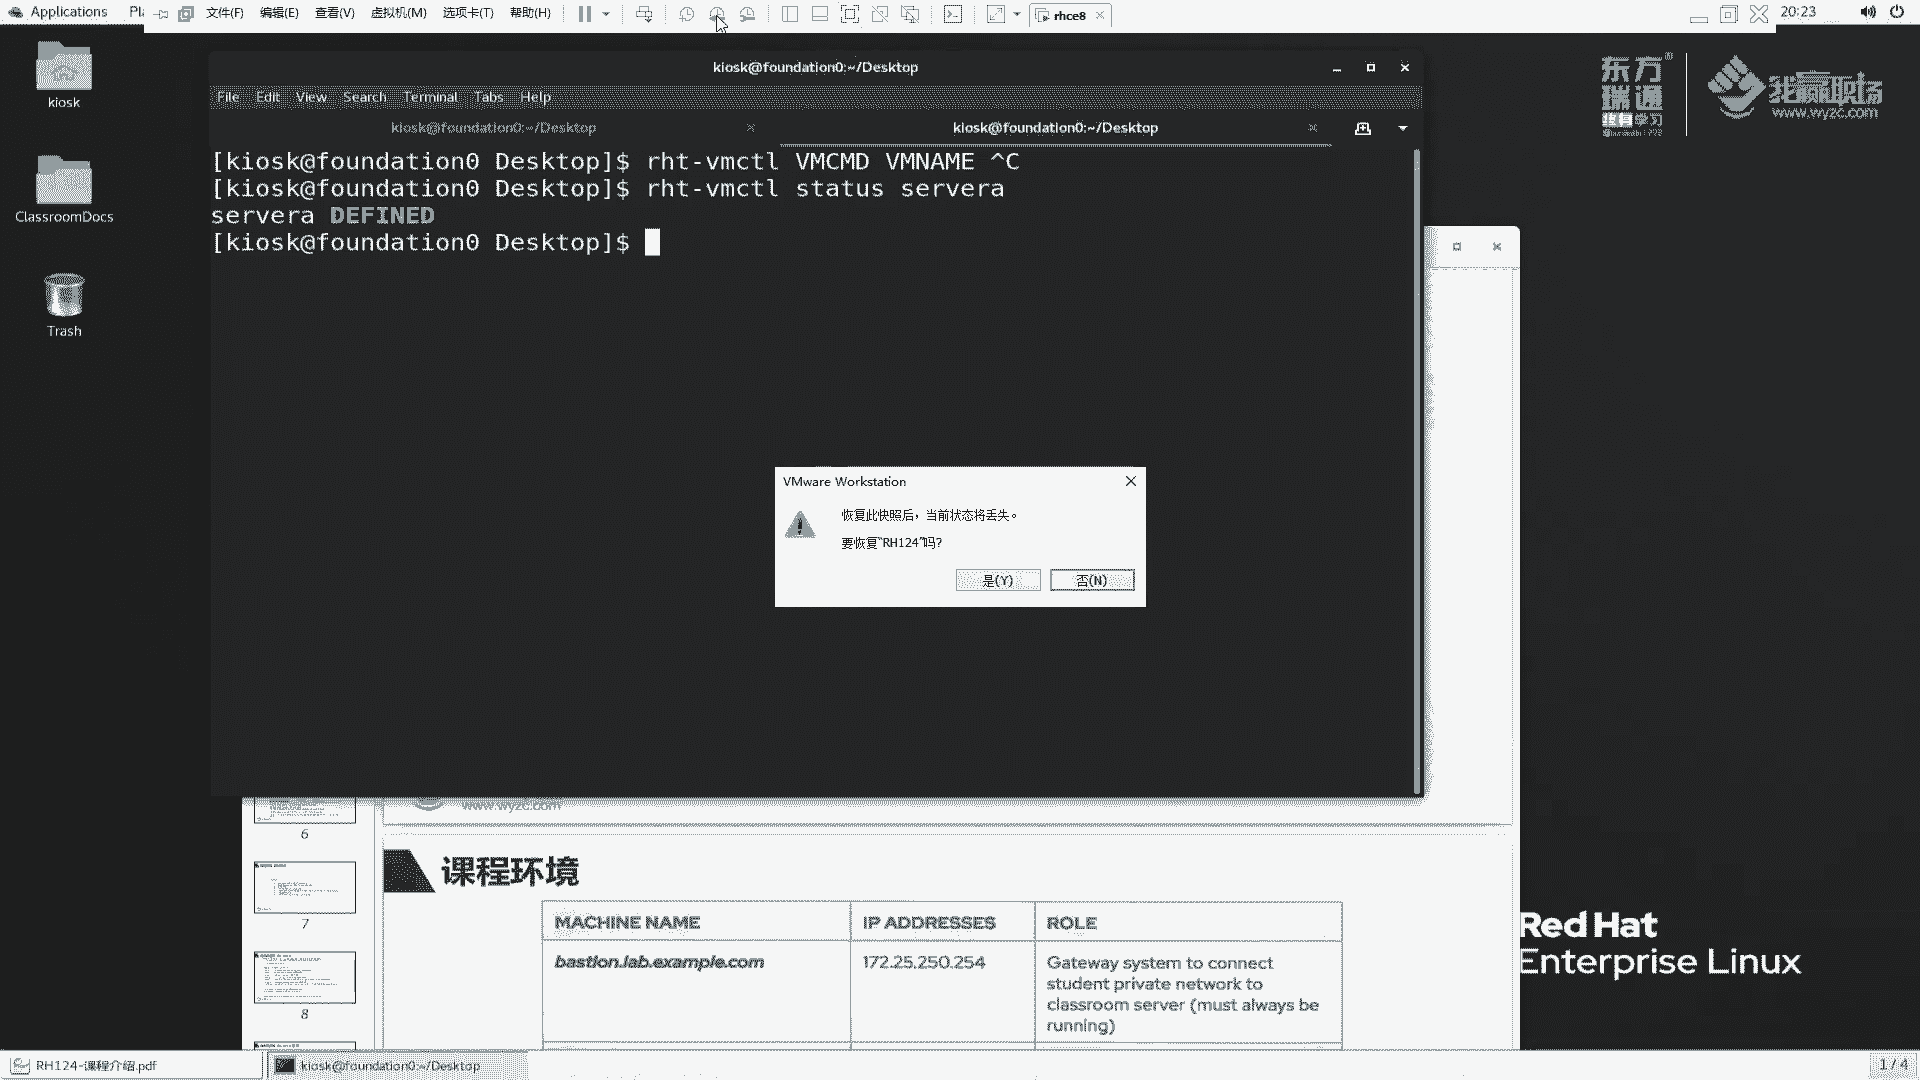 Applications
文件(F) 编辑(E) 查看(V) 虚拟机(M) 选项卡(T) 帮助(H)
rhce8
20:23
kiosk
ClassroomDocs
Trash
东方
瑞通
终身学习
我赢职场
www.wyzc.com
kiosk@foundation0:~/Desktop
File Edit View Search Terminal Tabs Help
kiosk@foundation0:~/Desktop
kiosk@foundation0:~/Desktop
[kiosk@foundation0 Desktop]$ rht-vmctl VMCMD VMNAME ^C
[kiosk@foundation0 Desktop]$ rht-vmctl status servera
servera DEFINED
[kiosk@foundation0 Desktop]$
VMware Workstation
恢复此快照后，当前状态将丢失。
要恢复“RH124”吗?
是(Y) 否(N)
www.wyzc.com
6
7
8
课程环境
MACHINE NAME IP ADDRESSES ROLE
bastion.lab.example.com 172.25.250.254 Gateway system to connect
student private network to
classroom server (must always be
running)
Red Hat
Enterprise Linux
RH124-课程介绍.pdf
kiosk@foundation0:~/Desktop
1 / 4